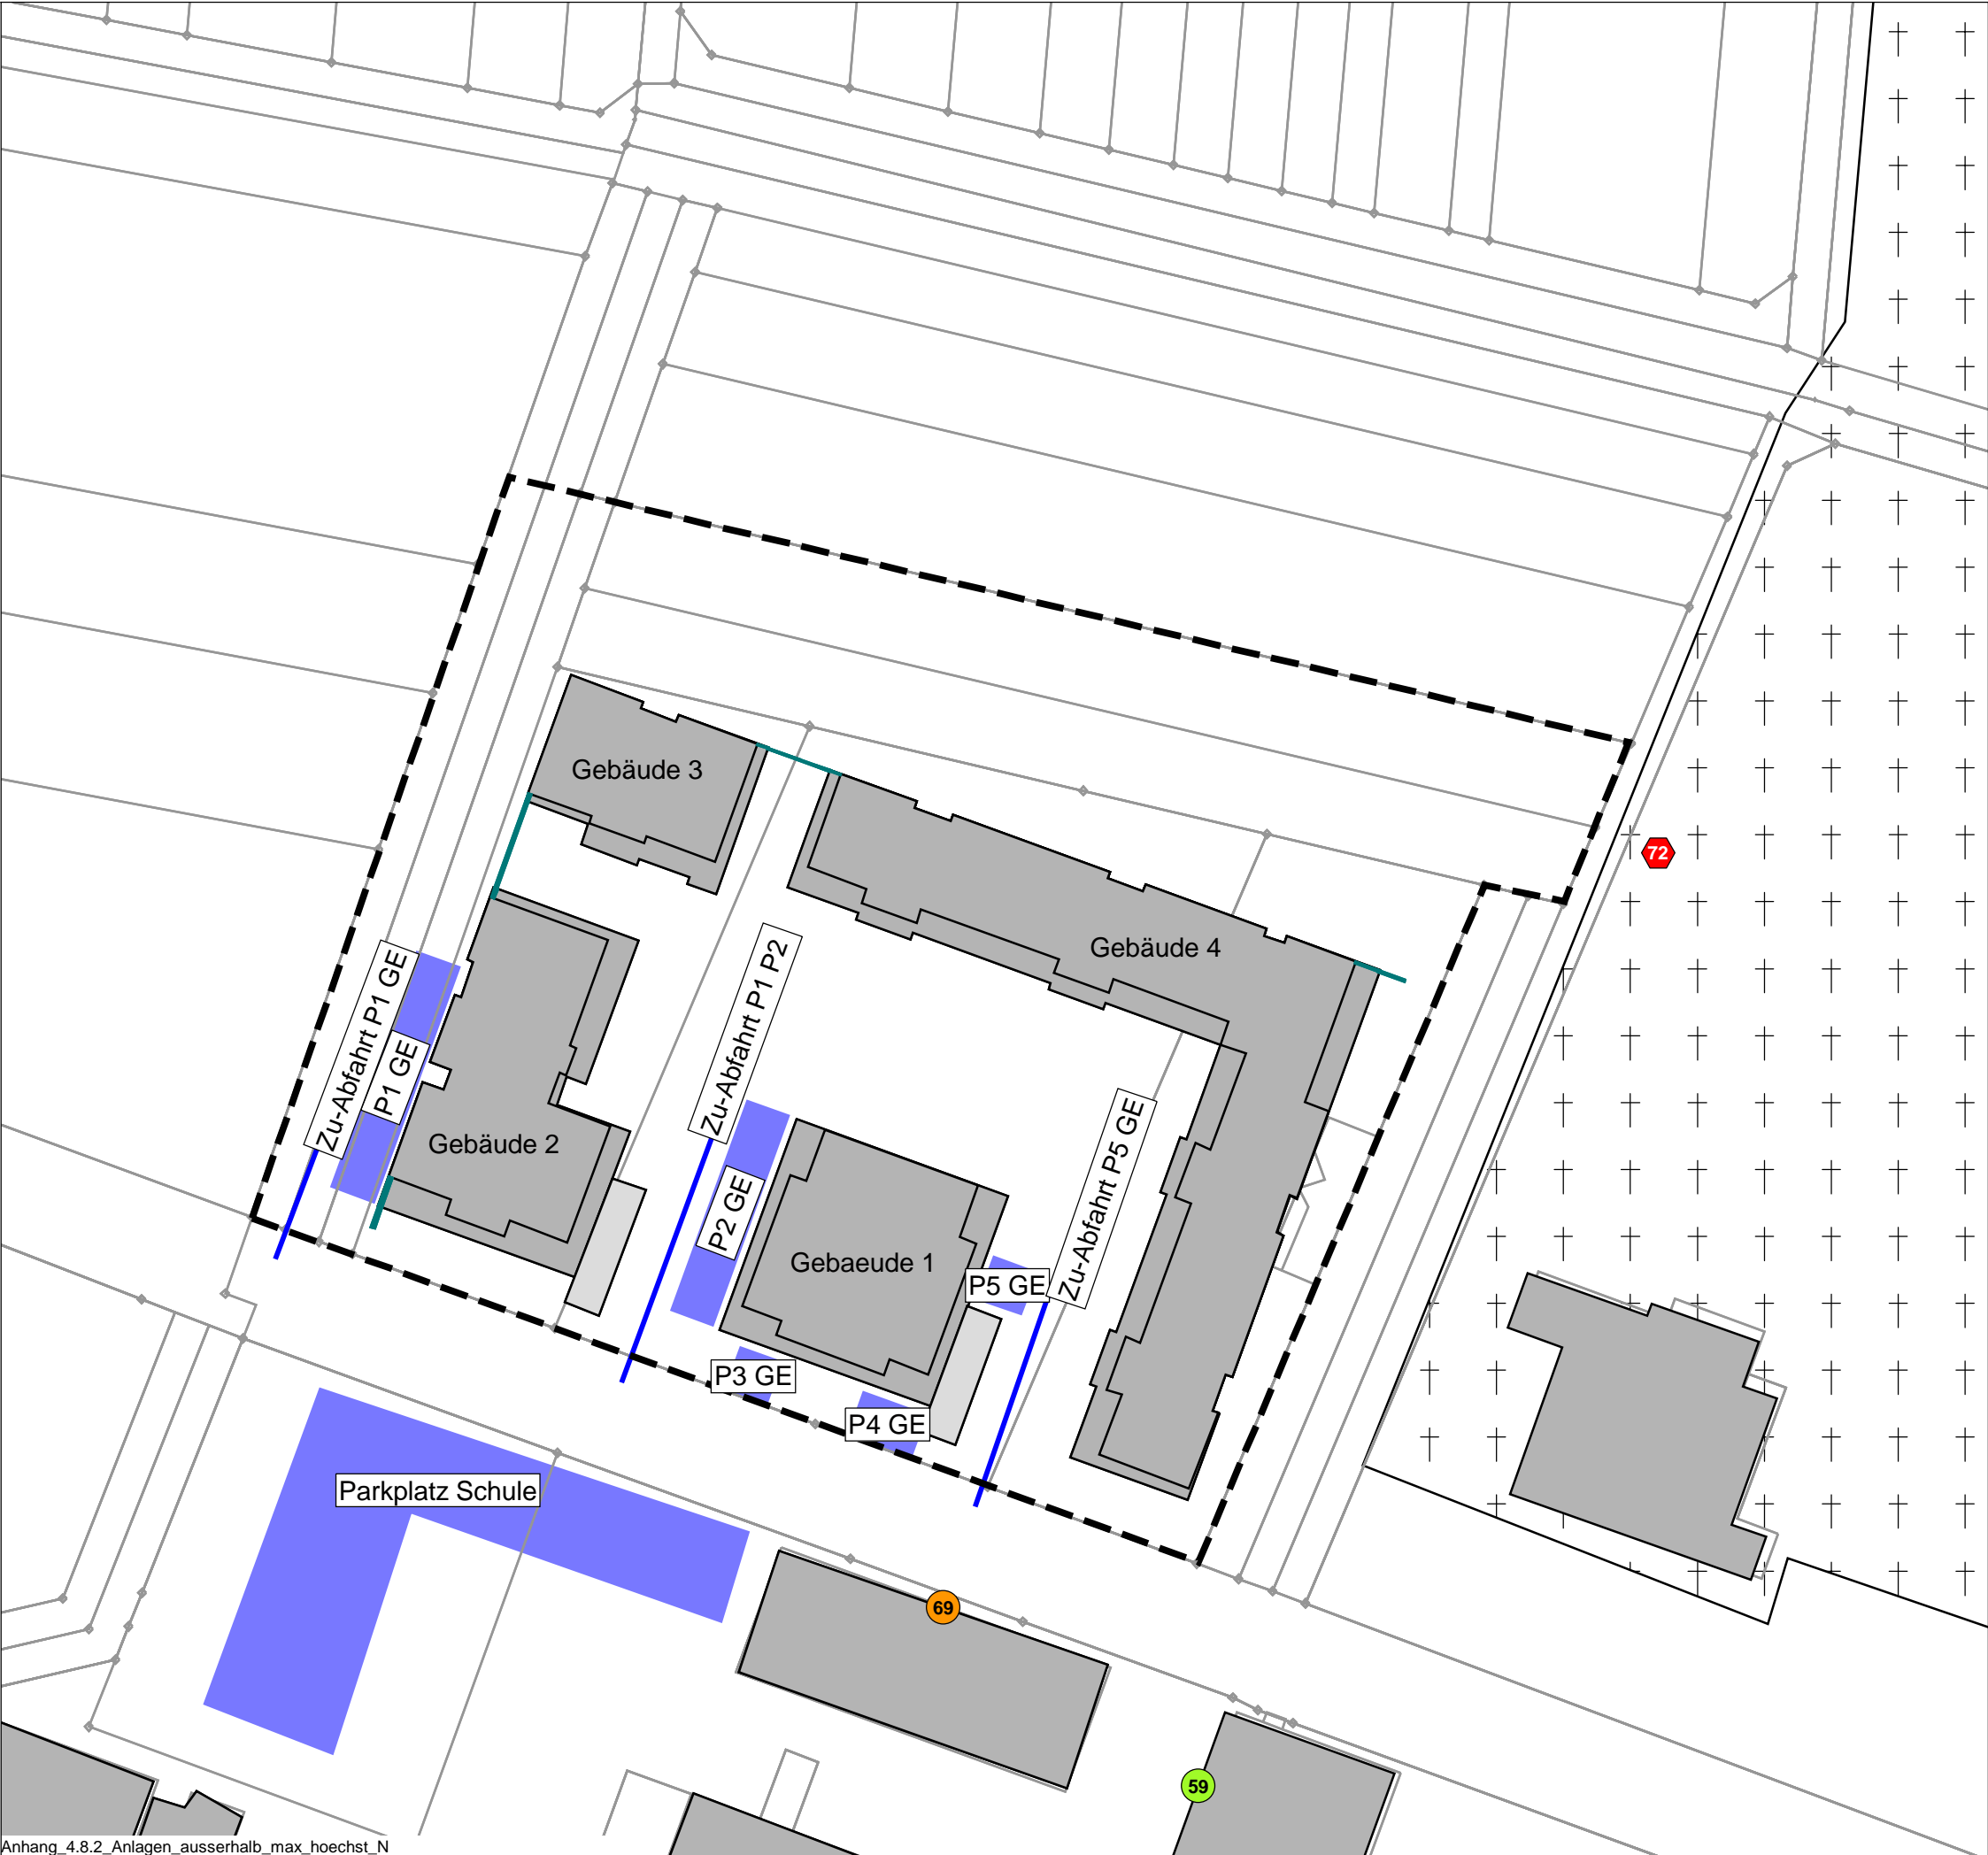 Gebäude 3
72
Gebäude 4
Zu-Abfahrt P1 GE
Zu-Abfahrt P1 P2
P1 GE
Gebäude 2
Zu-Abfahrt P5 GE
P2 GE
Gebaeude 1
P5 GE
P3 GE
P4 GE
Parkplatz Schule
69
59
Anhang_4.8.2_Anlagen_ausserhalb_max_hoechst_N